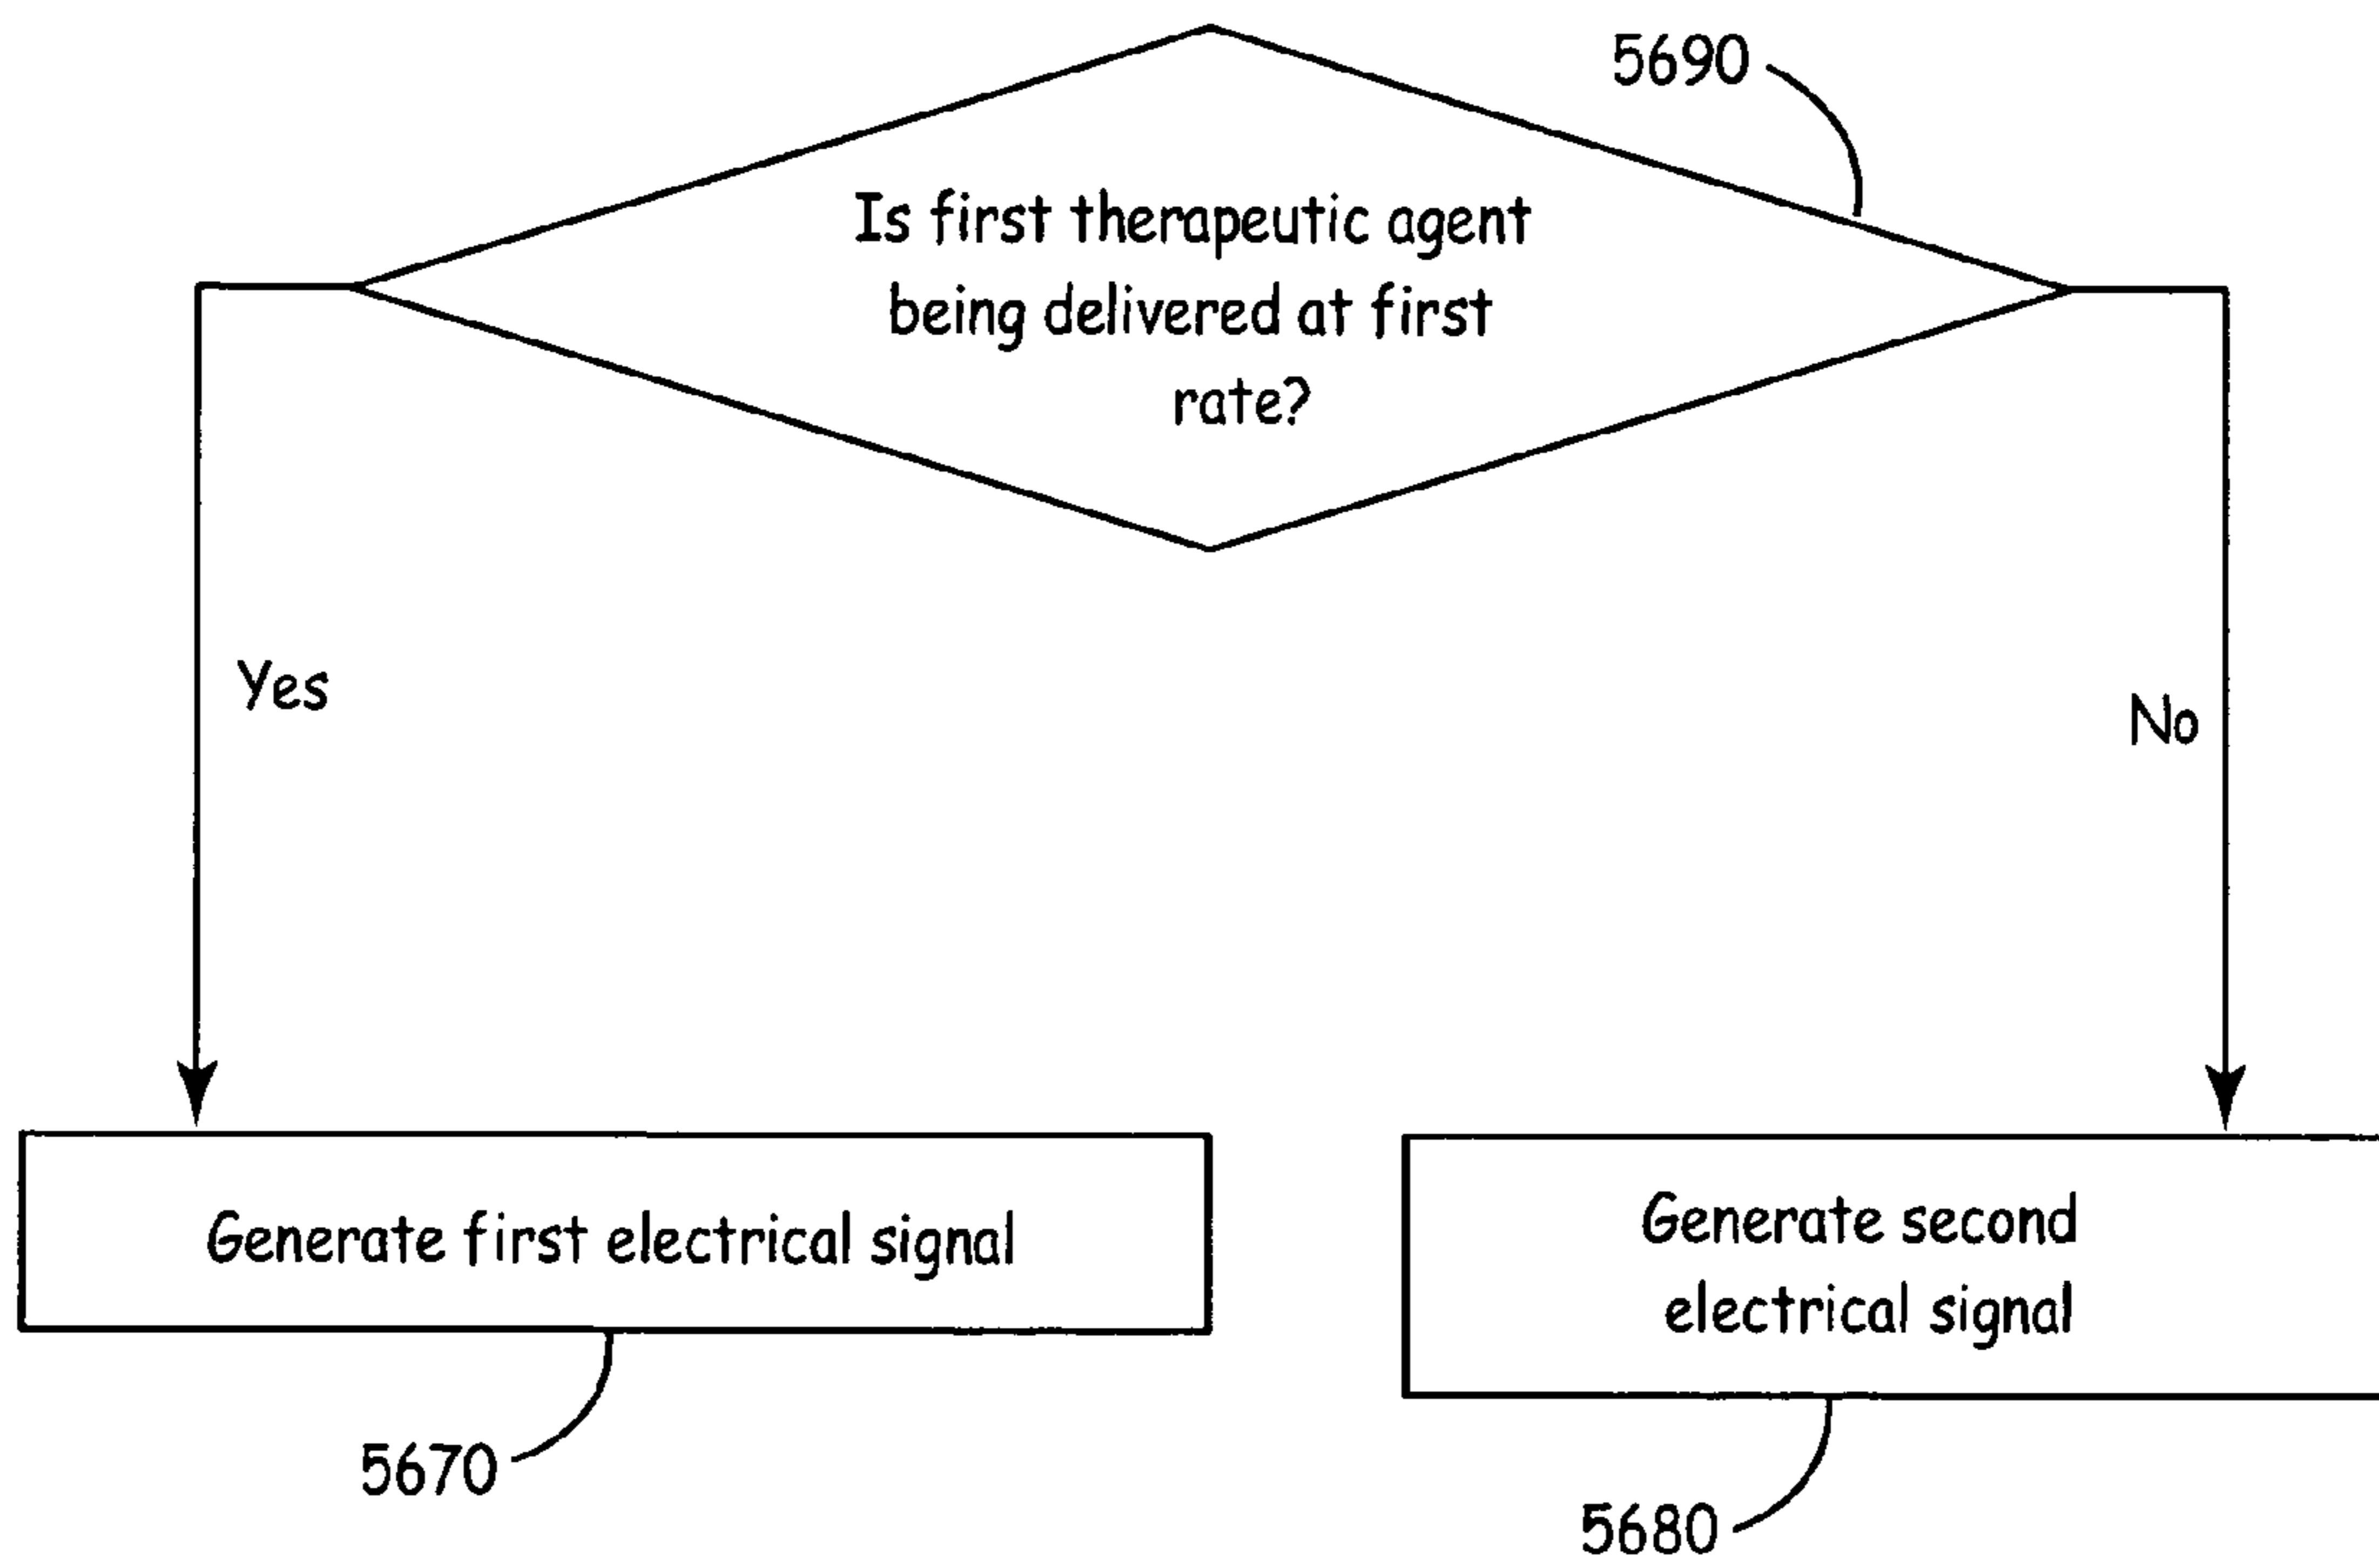 5690
Is first therapeutic agent
being delivered at first
rate?
Yes
No
Generate first electrical signal
Generate second
electrical signal
5670
5680